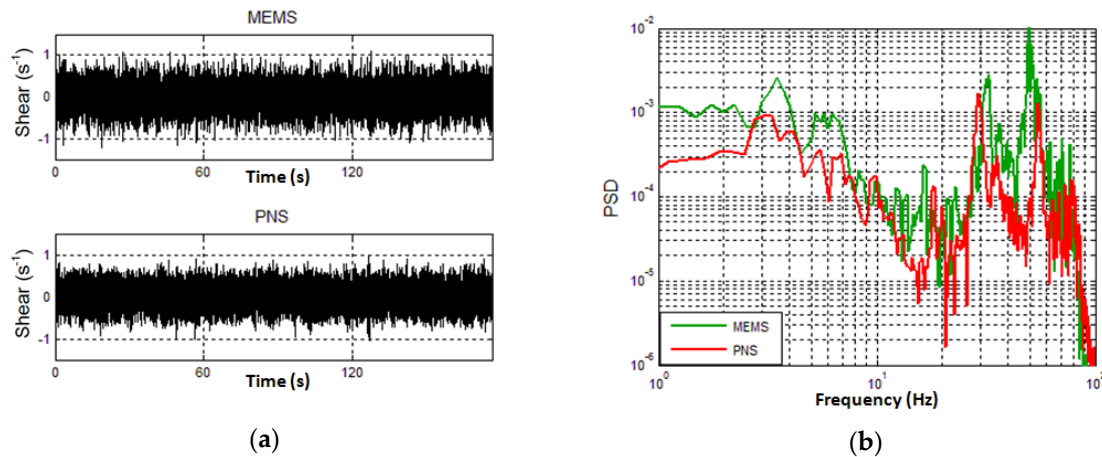 MEMS
Shear (s⁻¹)
1
0
-1
0
60
120
Time (s)
PNS
Shear (s⁻¹)
1
0
-1
0
60
120
Time (s)
(a)
PSD
10⁻²
10⁻³
10⁻⁴
10⁻⁵
10⁻⁶
MEMS
PNS
10⁰
10¹
10²
Frequency (Hz)
(b)